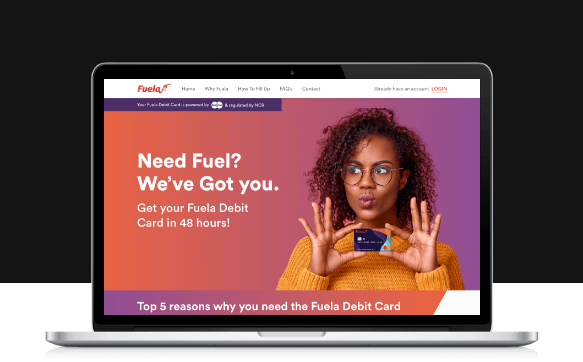 Fuela
Home Why Fuela How To Fill Up FAQ's Contact Already have an account LOGIN
Your Fuela Debit Card is powered by & regulated by NCR
Need Fuel?
We've Got you.
Get your Fuela Debit
Card in 48 hours!
Top 5 reasons why you need the Fuela Debit Card